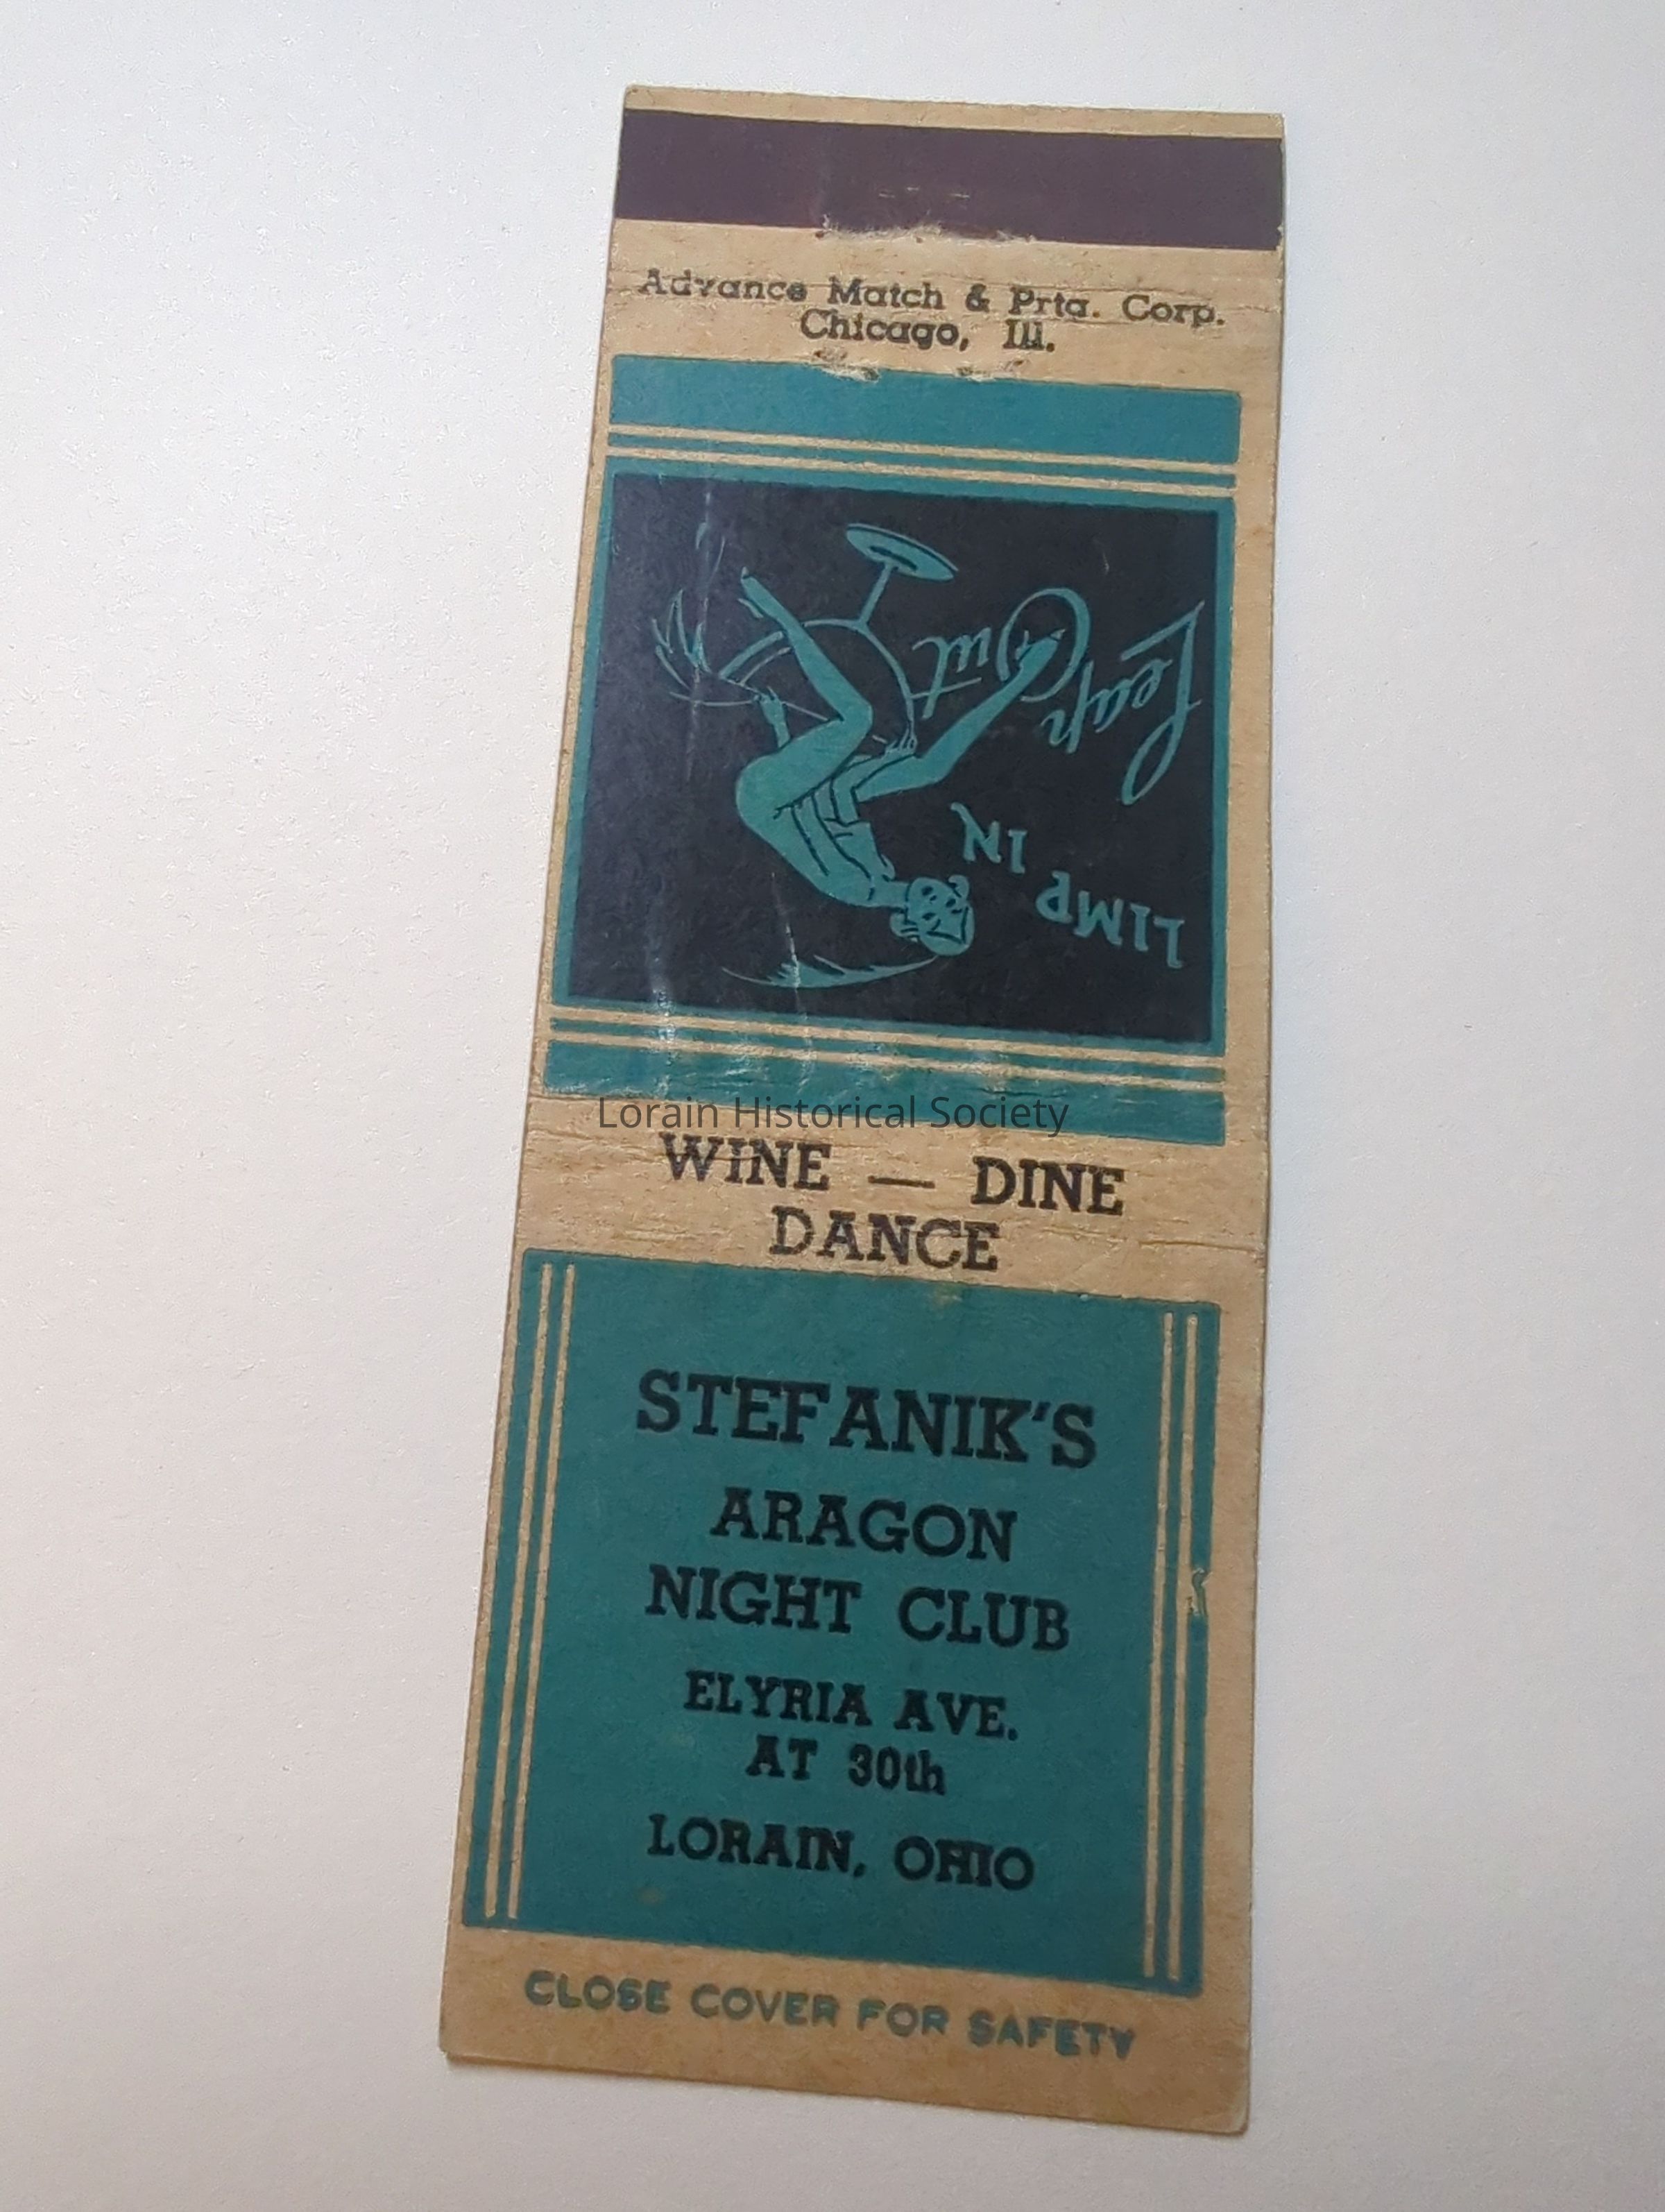 Advance Match & Prtg. Corp.
Chicago, Ill.
LIMP
IN
Leap
Out
Lorain Historical Society
WINE — DINE
DANCE
STEFANIK'S
ARAGON
NIGHT CLUB
ELYRIA AVE.
AT 30th
LORAIN, OHIO
CLOSE COVER FOR SAFETY